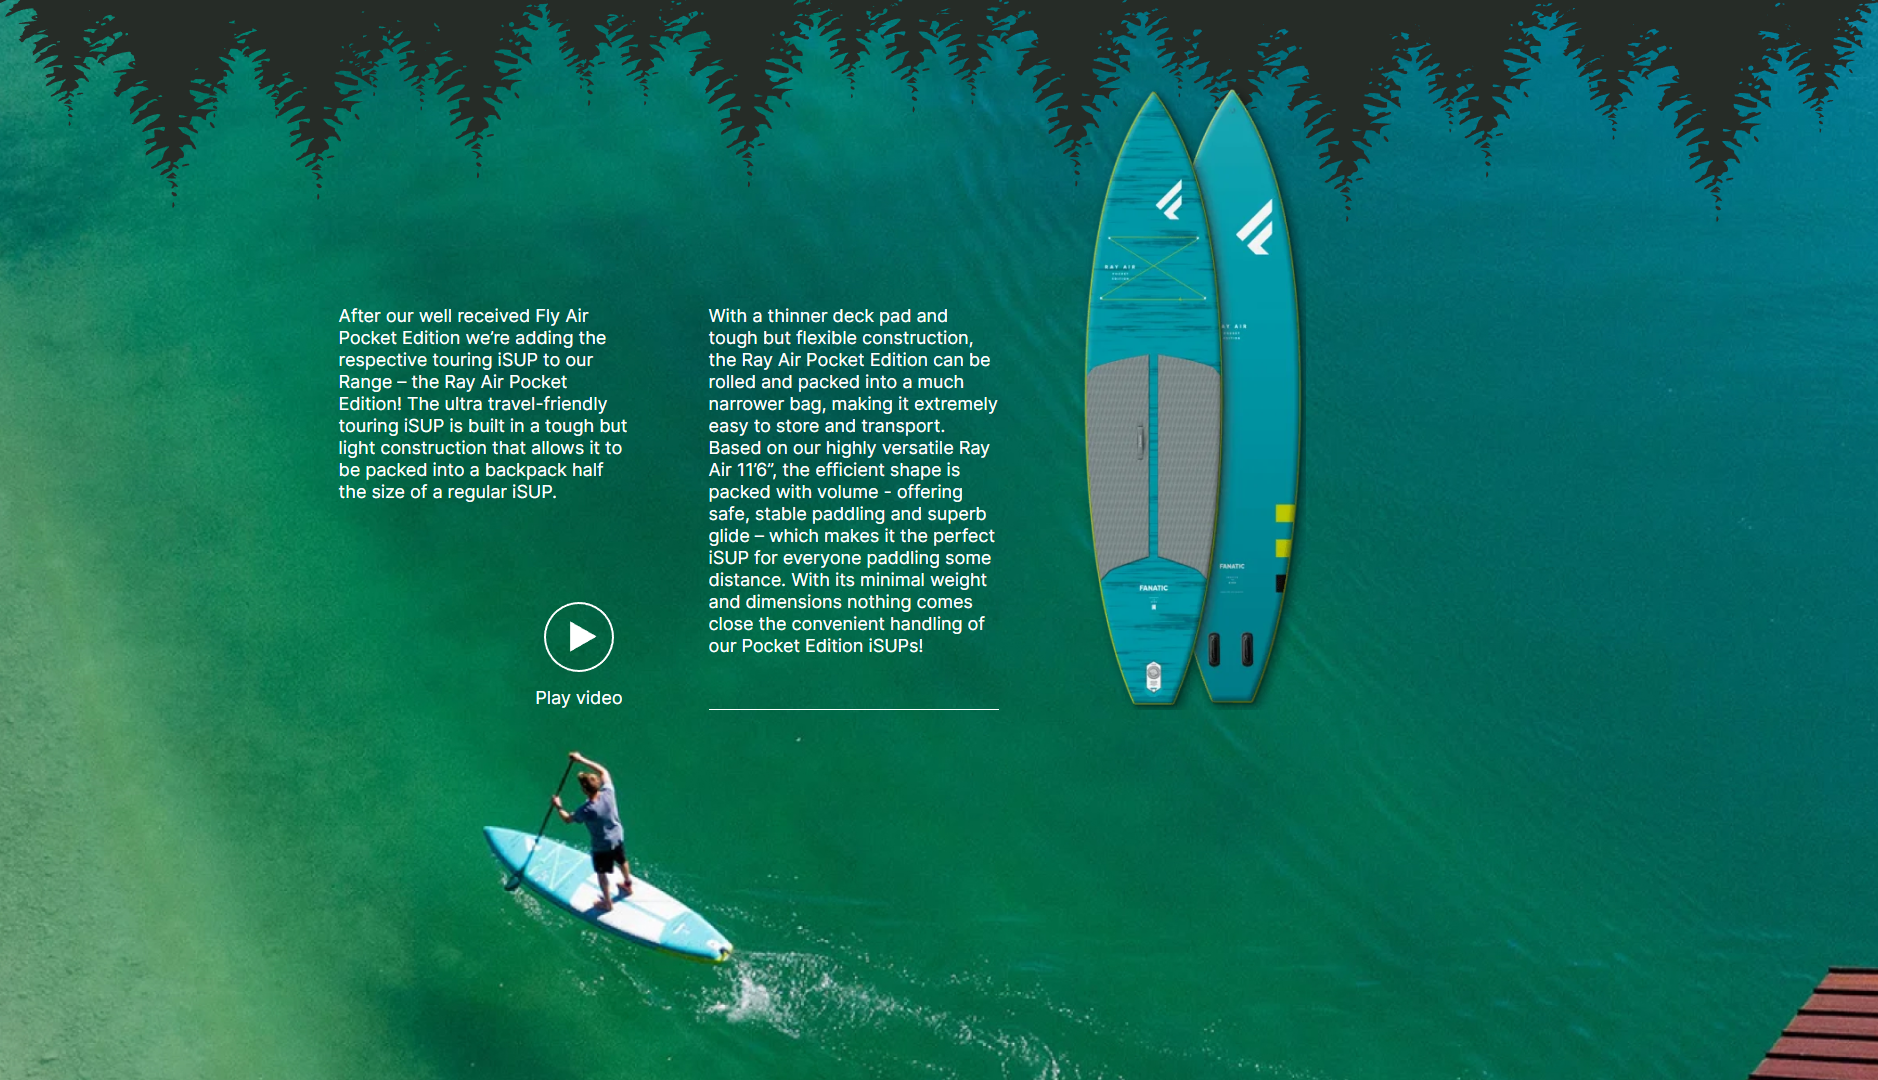 After our well received Fly Air
Pocket Edition we’re adding the
respective touring iSUP to our
Range – the Ray Air Pocket
Edition! The ultra travel-friendly
touring iSUP is built in a tough but
light construction that allows it to
be packed into a backpack half
the size of a regular iSUP.
Play video
With a thinner deck pad and
tough but flexible construction,
the Ray Air Pocket Edition can be
rolled and packed into a much
narrower bag, making it extremely
easy to store and transport.
Based on our highly versatile Ray
Air 11’6”, the efficient shape is
packed with volume - offering
safe, stable paddling and superb
glide – which makes it the perfect
iSUP for everyone paddling some
distance. With its minimal weight
and dimensions nothing comes
close the convenient handling of
our Pocket Edition iSUPs!
RAY AIR
POCKET
EDITION
AIR
FANATIC
FANATIC